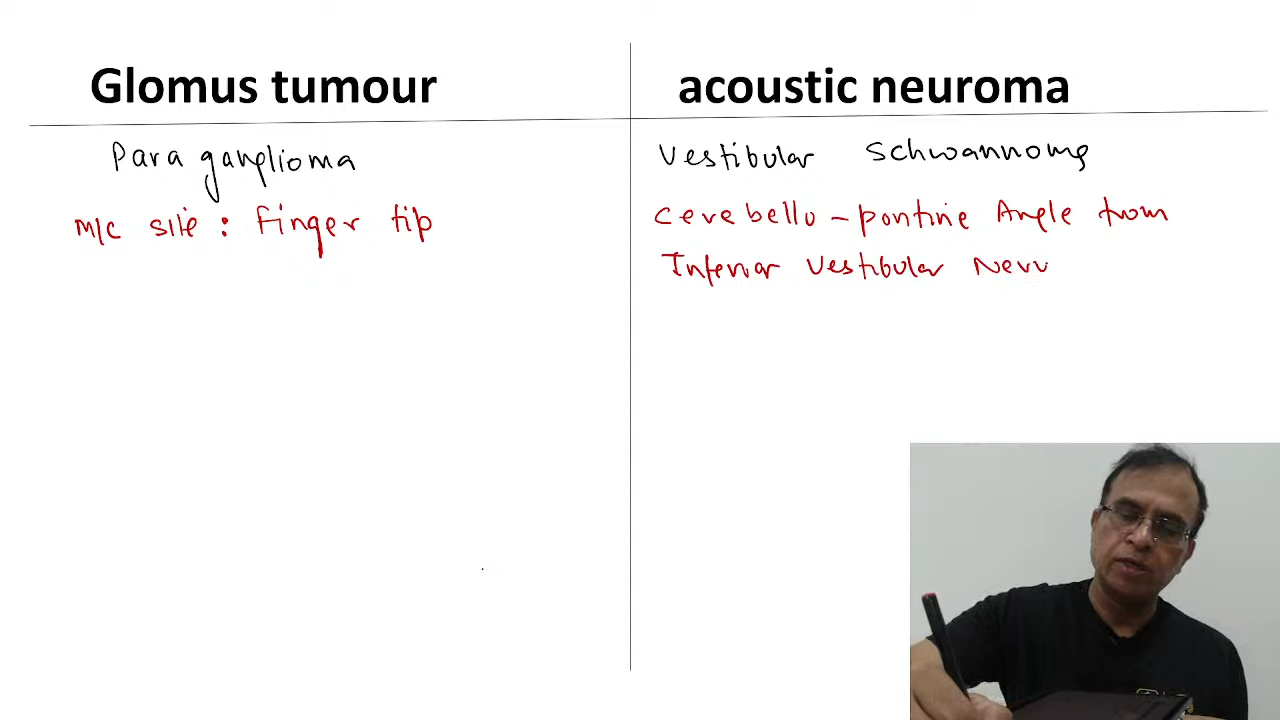 Glomus tumour
acoustic neuroma
Para ganglioma
Vestibular Schwannoma
M/C site : Finger tip
Cerebello - pontine Angle from
Inferior Vestibular Nerv